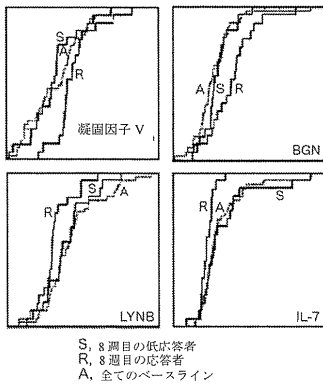 S
A
R
凝固因子 V
A
S
R
BGN
R
S
A
LYNB
R
A
S
IL-7
S, 8週目の低応答者
R, 8週目の応答者
A, 全てのベースライン